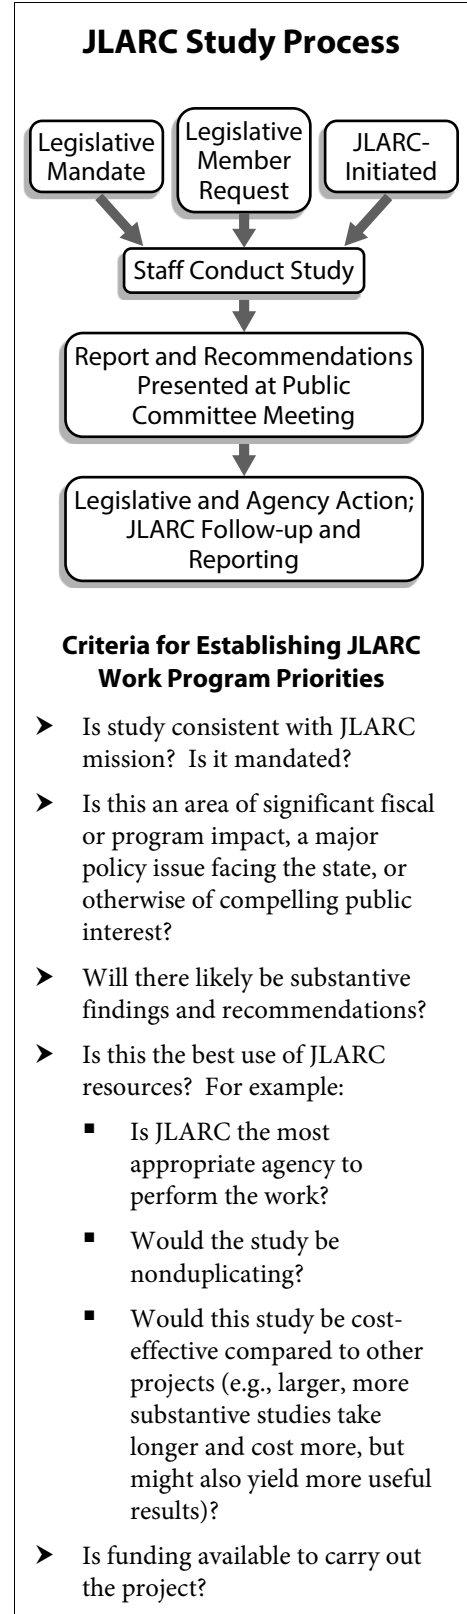 JLARC Study Process
Legislative
Mandate
Legislative
Member
Request
JLARC-
Initiated
Staff Conduct Study
Report and Recommendations
Presented at Public
Committee Meeting
Legislative and Agency Action;
JLARC Follow-up and
Reporting
Criteria for Establishing JLARC
Work Program Priorities
➤ Is study consistent with JLARC
mission?  Is it mandated?
➤ Is this an area of significant fiscal
or program impact, a major
policy issue facing the state, or
otherwise of compelling public
interest?
➤ Will there likely be substantive
findings and recommendations?
➤ Is this the best use of JLARC
resources?  For example:
▪ Is JLARC the most
appropriate agency to
perform the work?
▪ Would the study be
nonduplicating?
▪ Would this study be cost-
effective compared to other
projects (e.g., larger, more
substantive studies take
longer and cost more, but
might also yield more useful
results)?
➤ Is funding available to carry out
the project?